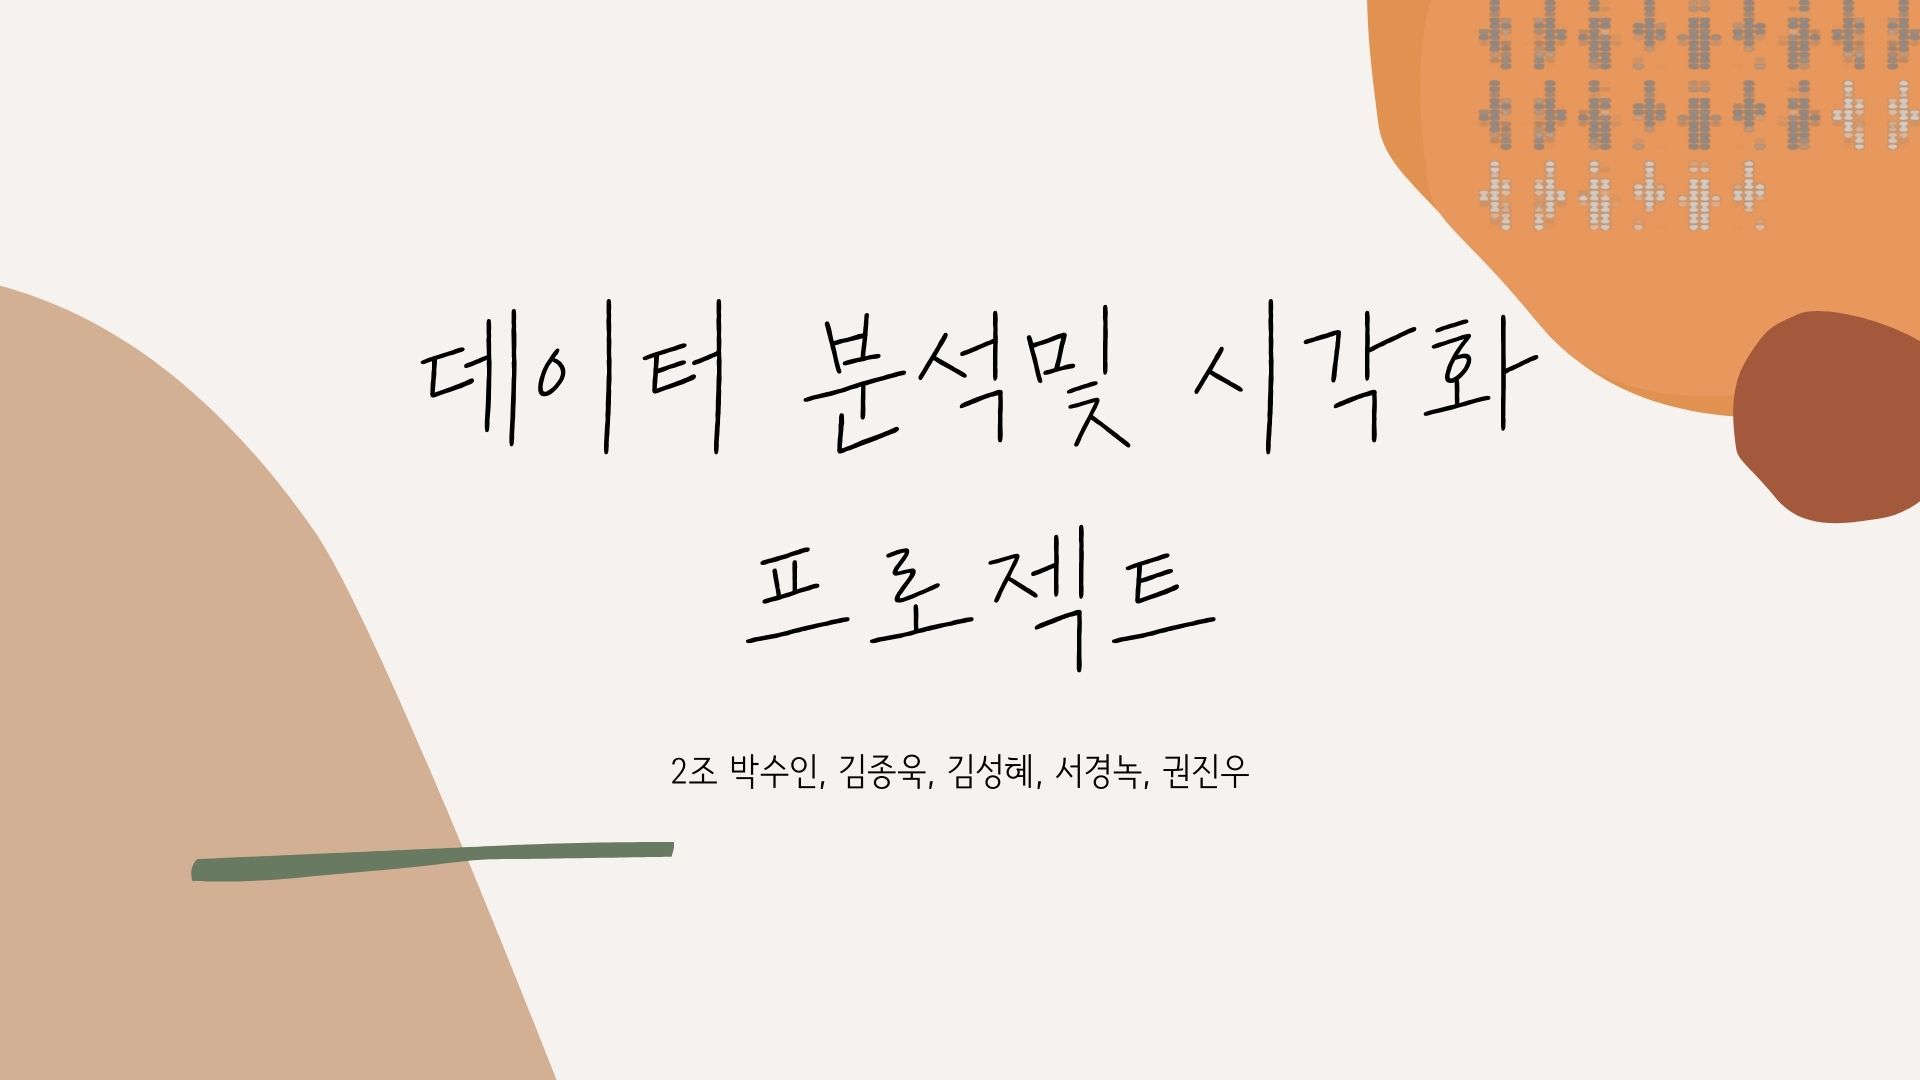 데이터 분석및 시각화
프로젝트
2조 박수인, 김종욱, 김성혜, 서경녹, 권진우